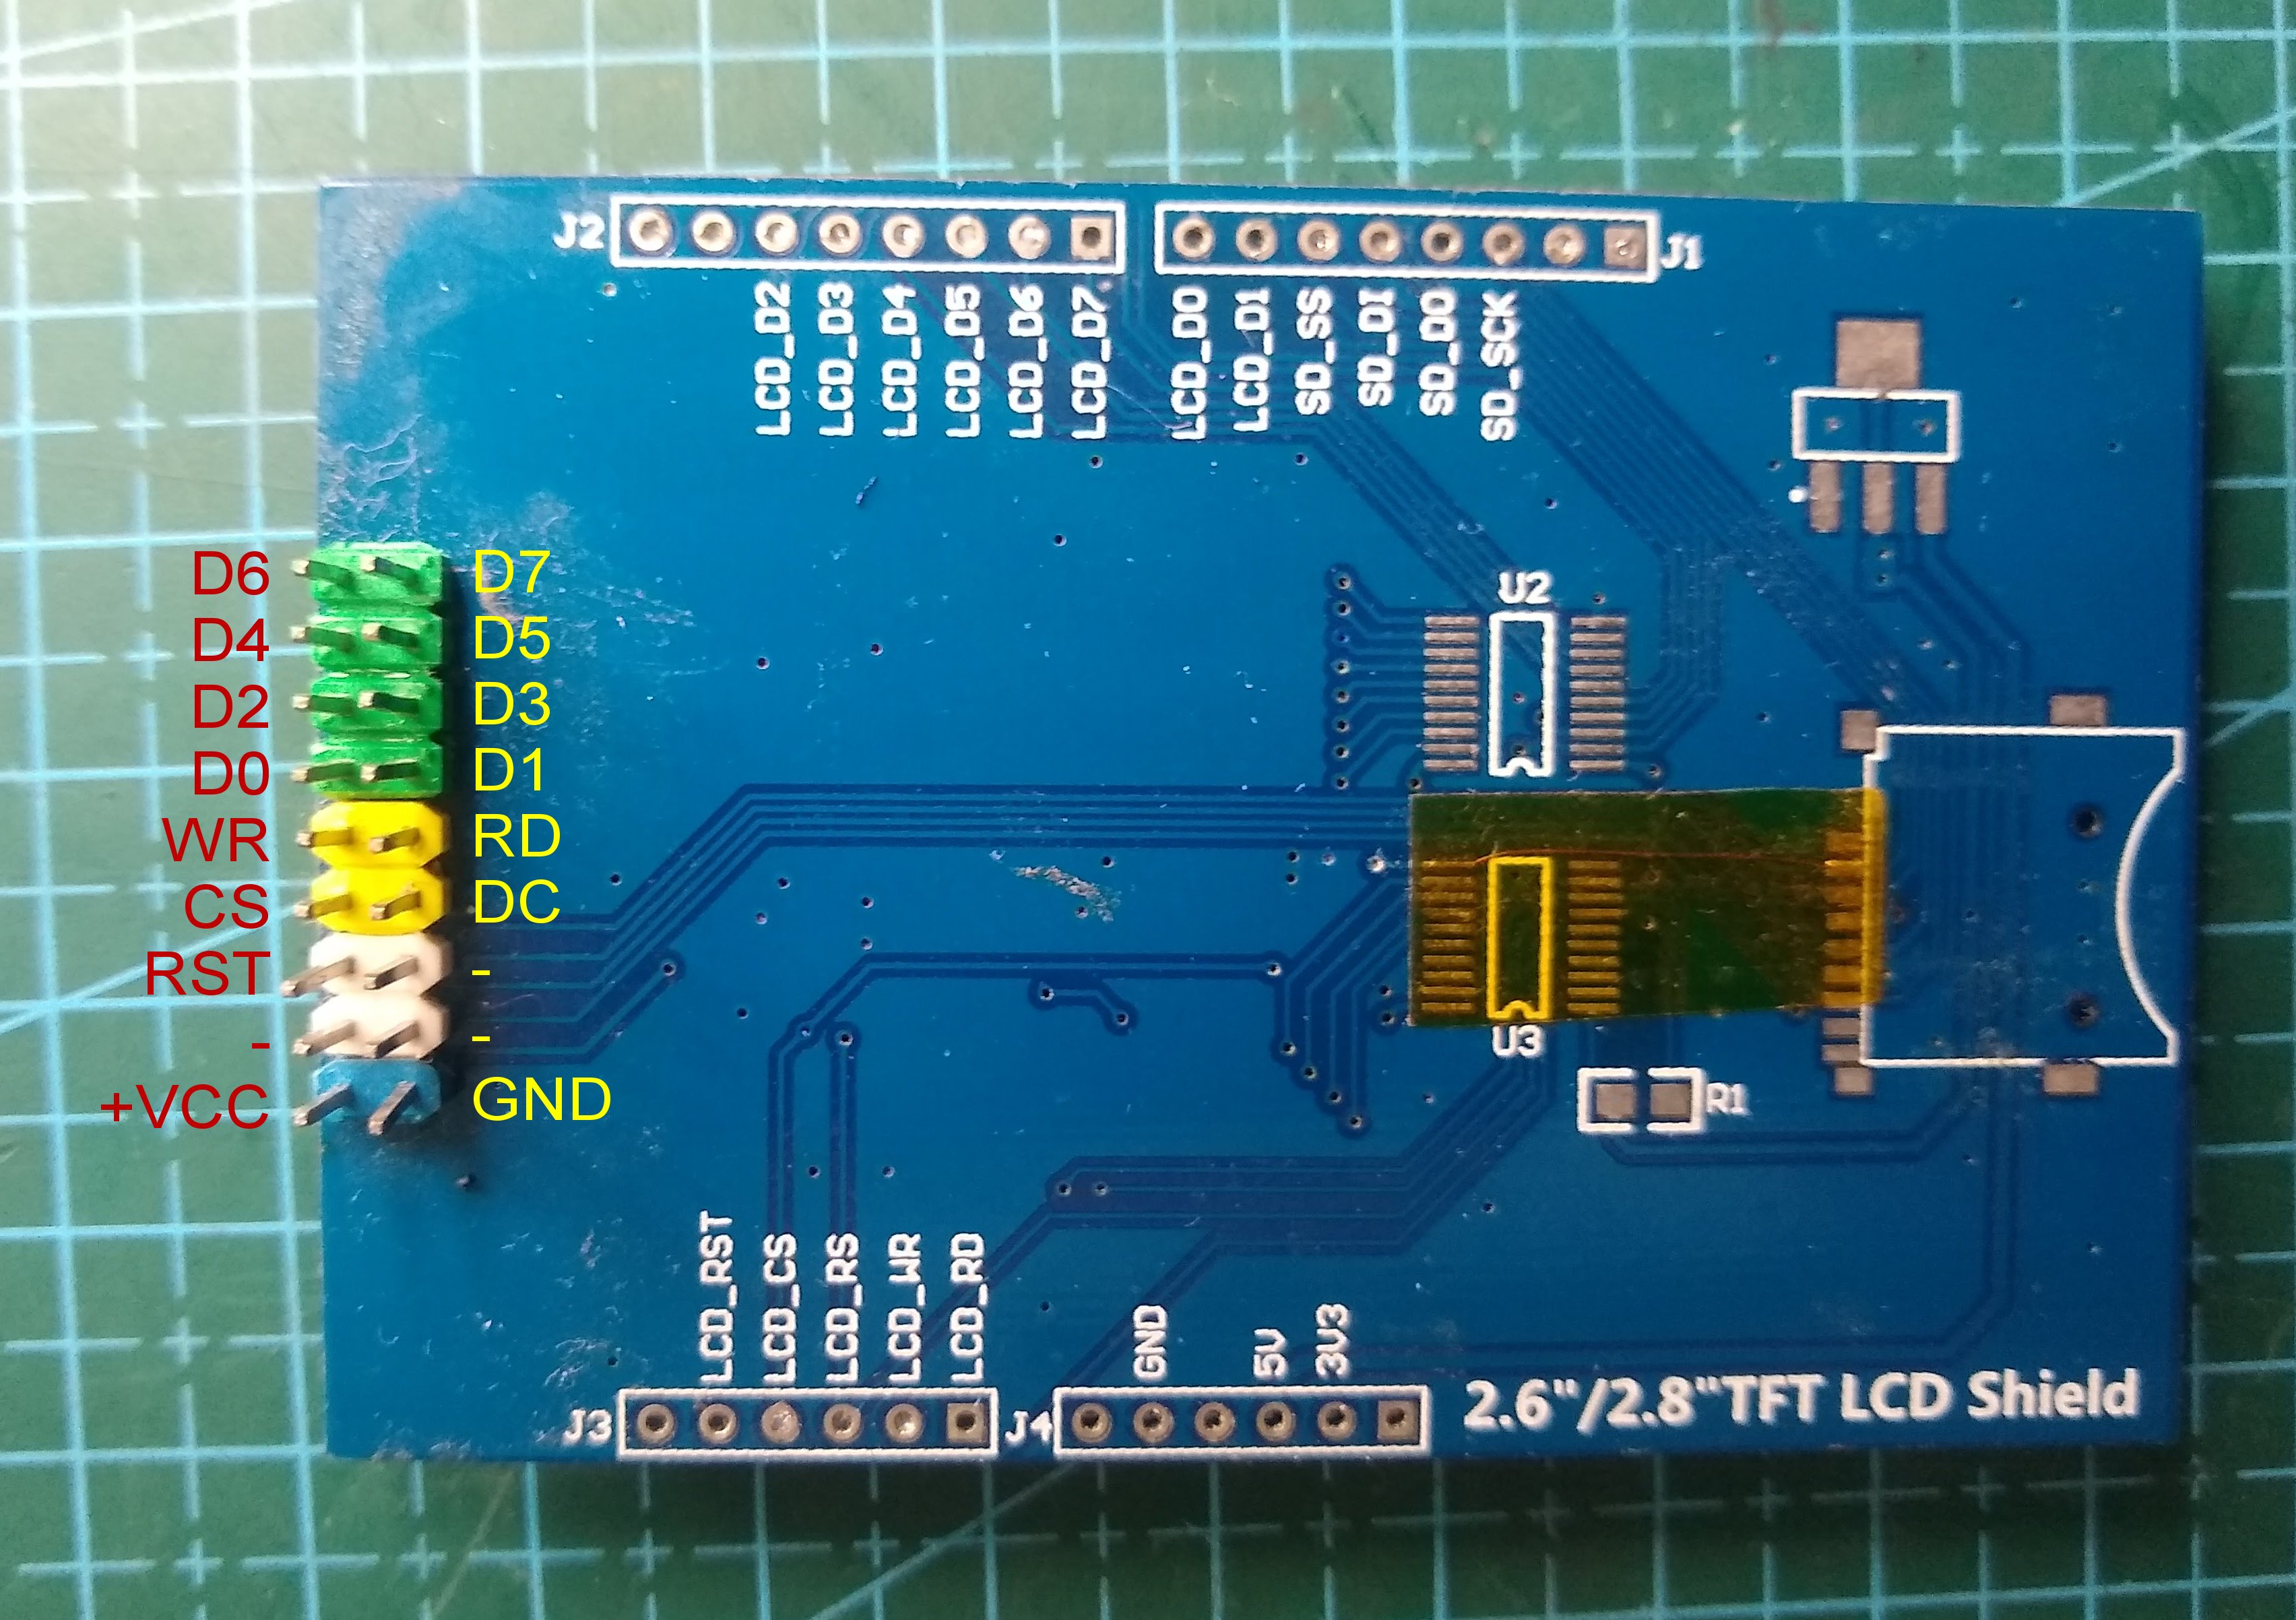 J2
J1
LCD_D2
LCD_D3
LCD_D4
LCD_D5
LCD_D6
LCD_D7
LCD_D0
LCD_D1
SD_SS
SD_DI
SD_DO
SD_SCK
D6 D7
D4 D5
D2 D3
D0 D1
WR RD
CS DC
RST -
- -
+VCC GND
U2
U3
R1
LCD_RST
LCD_CS
LCD_RS
LCD_WR
LCD_RD
GND
5V
3V3
J3
J4
2.6"/2.8"TFT LCD Shield